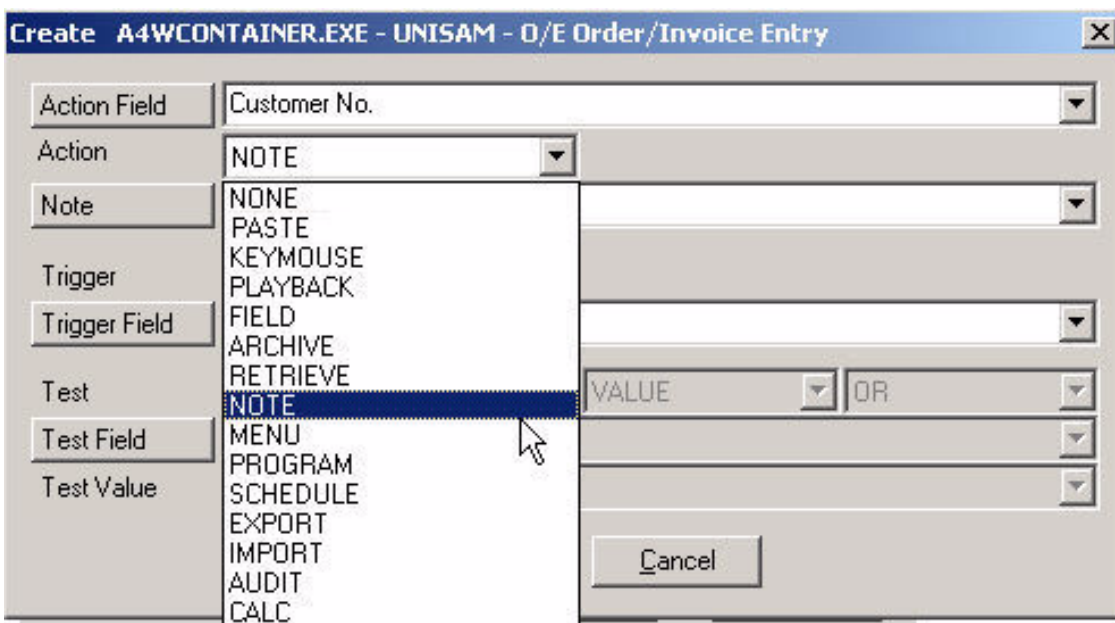 Create A4WCONTAINER.EXE - UNISAM - O/E Order/Invoice Entry
Action Field Customer No.
Action NOTE
NONE
Note
PASTE
KEYMOUSE
Trigger
PLAYBACK
Trigger Field FIELD
ARCHIVE
RETRIEVE
Test VALUE OR
NOTE
Test Field MENU
PROGRAM
Test Value SCHEDULE
EXPORT
IMPORT
Cancel
AUDIT
CALC